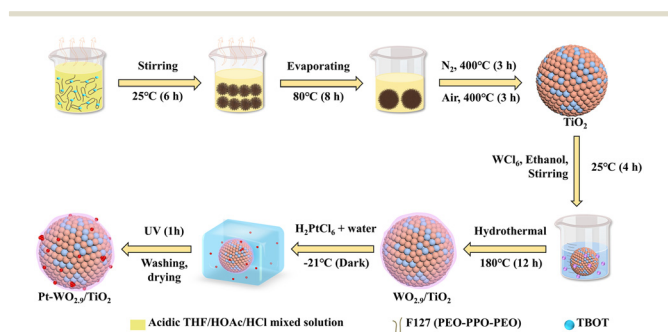 Stirring
25°C (6 h)
Evaporating
80°C (8 h)
N₂, 400°C (3 h)
Air, 400°C (3 h)
TiO₂
WCl₆, Ethanol,
Stirring
25°C (4 h)
Hydrothermal
180°C (12 h)
WO₂.₉/TiO₂
H₂PtCl₆ + water
-21°C (Dark)
UV (1h)
Washing,
drying
Pt-WO₂.₉/TiO₂
Acidic THF/HOAc/HCl mixed solution
F127 (PEO-PPO-PEO)
TBOT